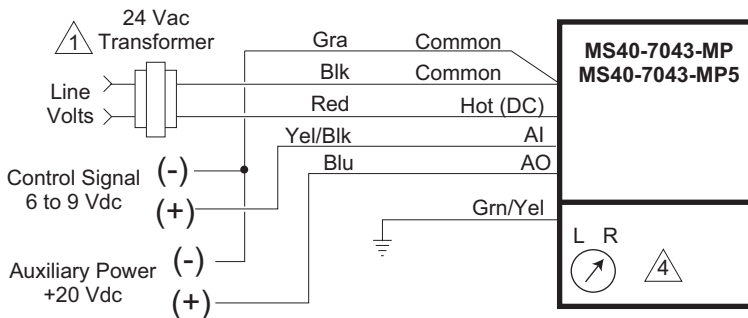 24 Vac
Transformer
1
Line
Volts
Gra Common
Blk Common
Red Hot (DC)
Yel/Blk AI
Blu AO
Grn/Yel
MS40-7043-MP
MS40-7043-MP5
Control Signal
6 to 9 Vdc
(-)
(+)
Auxiliary Power
+20 Vdc
(-)
(+)
L R
4